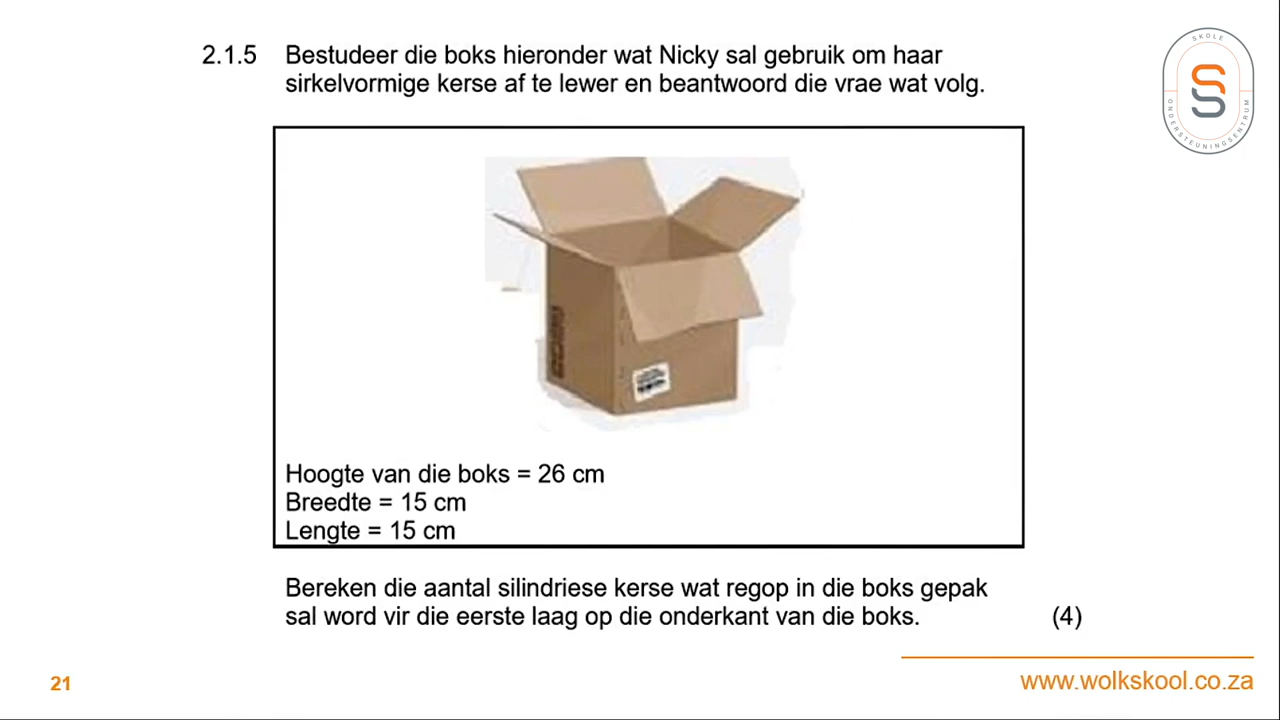 2.1.5 Bestudeer die boks hieronder wat Nicky sal gebruik om haar
sirkelvormige kerse af te lewer en beantwoord die vrae wat volg.
SKOLE
ONDERSTEUNINGSENTRUM
Hoogte van die boks = 26 cm
Breedte = 15 cm
Lengte = 15 cm
Bereken die aantal silindriese kerse wat regop in die boks gepak
sal word vir die eerste laag op die onderkant van die boks. (4)
21
www.wolkskool.co.za